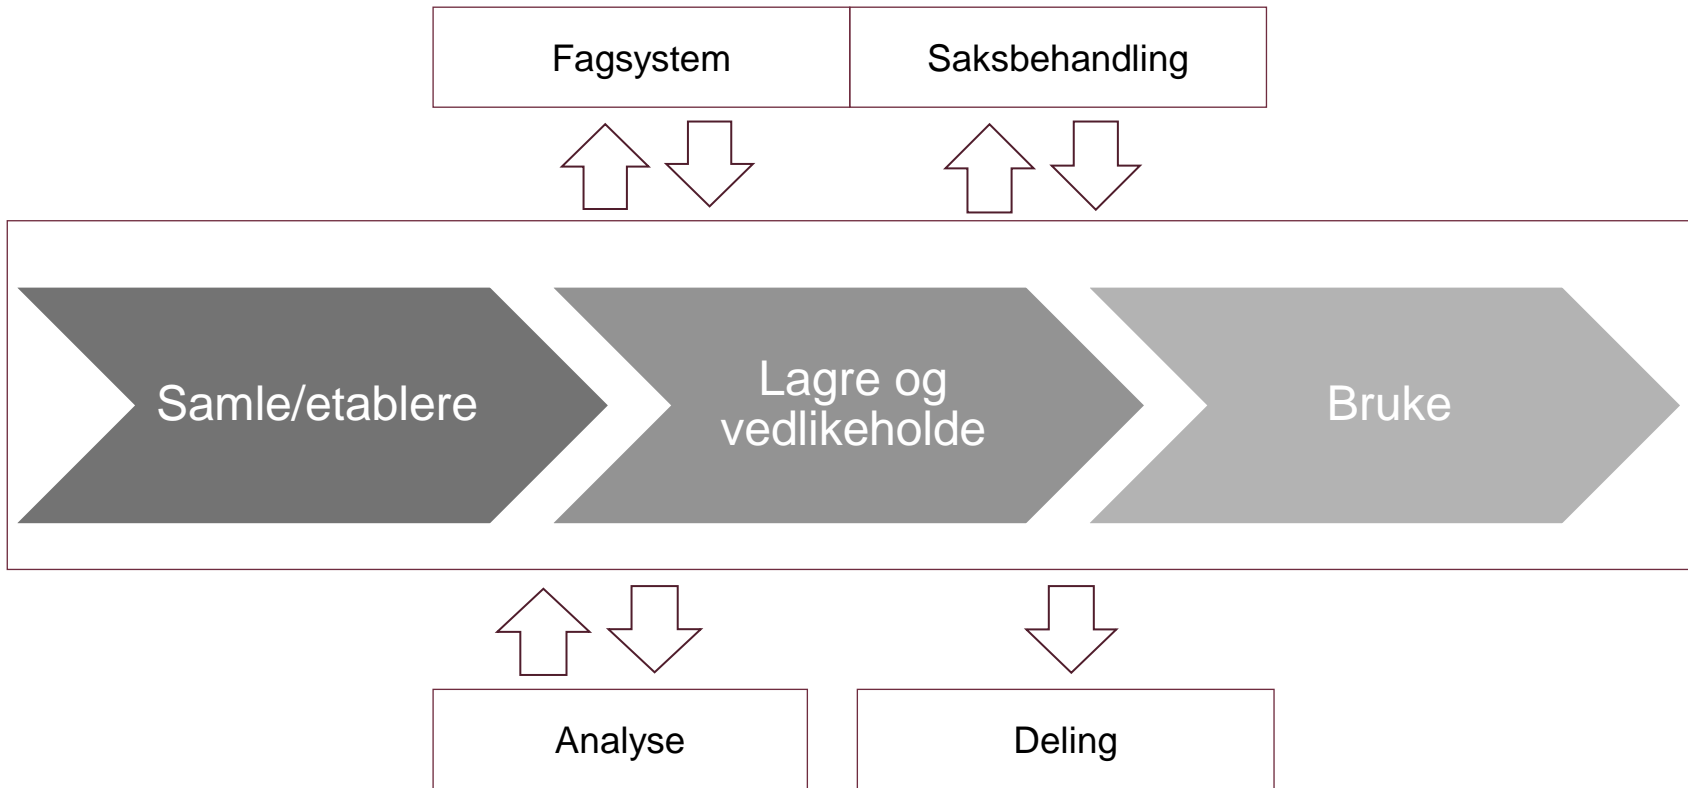 Fagsystem
Saksbehandling
Samle/etablere
Lagre og
vedlikeholde
Bruke
Analyse
Deling